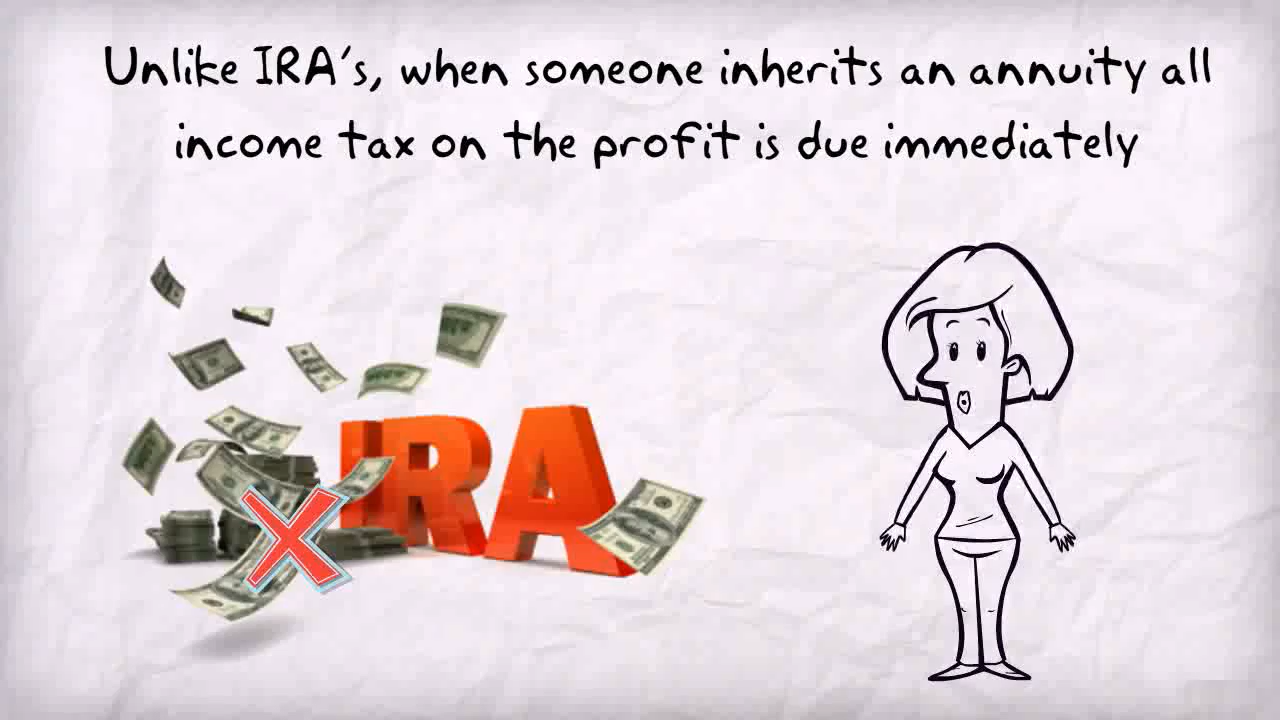 Unlike IRA's, when someone inherits an annuity all
income tax on the profit is due immediately
IRA